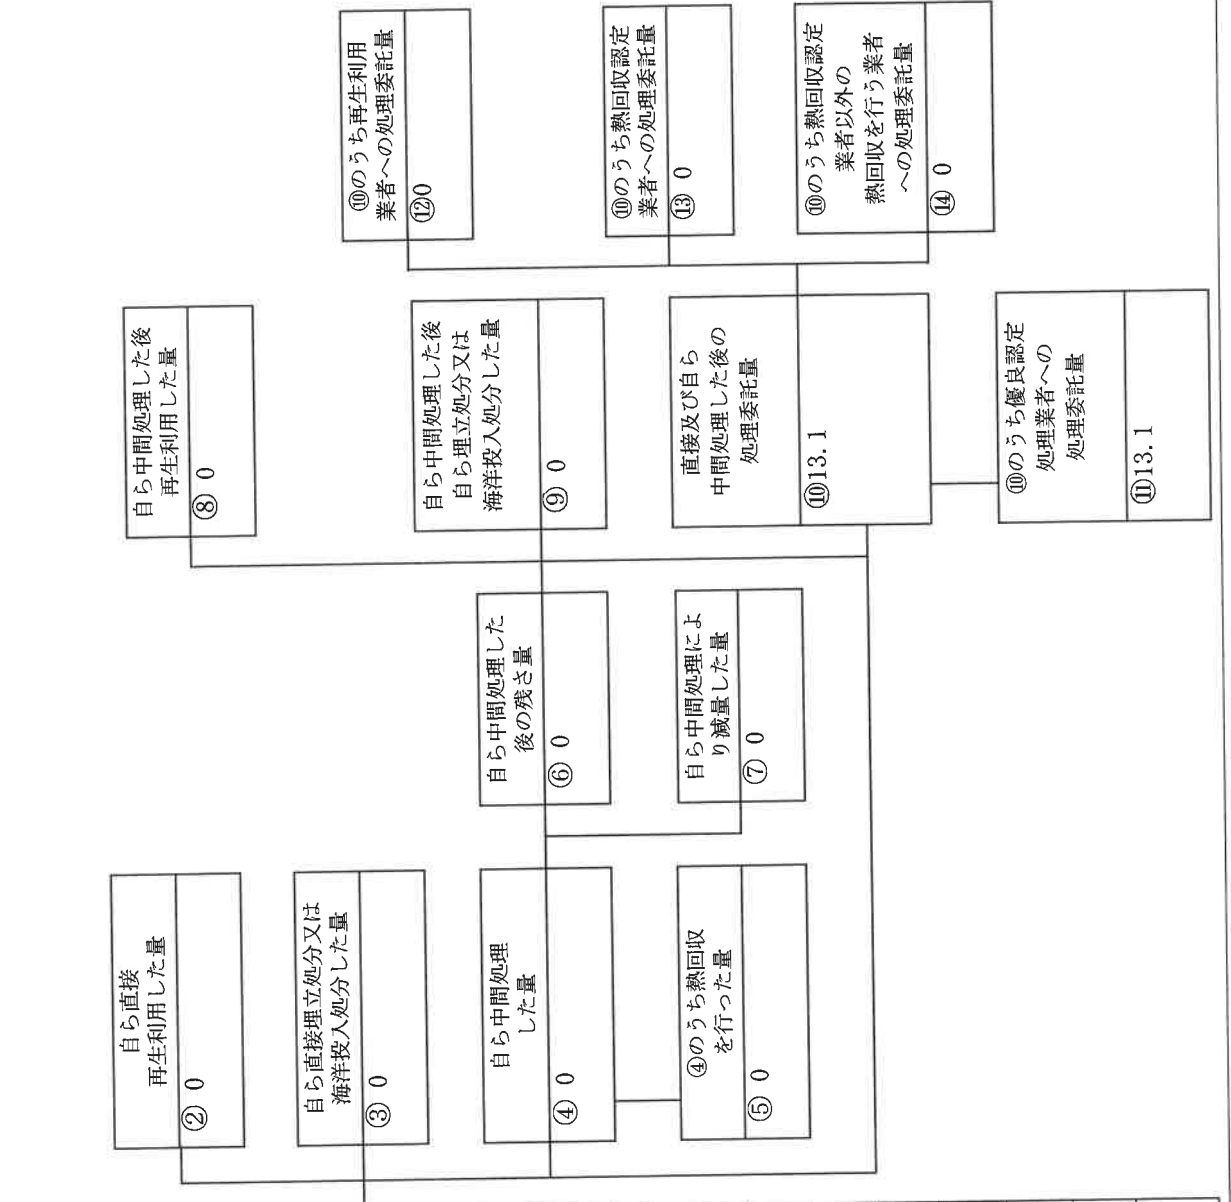 自ら直接
再生利用した量
② 0
自ら直接埋立処分又は
海洋投入処分した量
③ 0
自ら中間処理
した量
④ 0
④のうち熱回収
を行った量
⑤ 0
自ら中間処理した
後の残さ量
⑥ 0
自ら中間処理によ
り減量した量
⑦ 0
自ら中間処理した後
再生利用した量
⑧ 0
自ら中間処理した後
自ら埋立処分又は
海洋投入処分した量
⑨ 0
直接及び自ら
中間処理した後の
処理委託量
⑩13.1
⑩のうち優良認定
処理業者への
処理委託量
⑪13.1
⑩のうち再生利用
業者への処理委託量
⑫0
⑩のうち熱回収認定
業者への処理委託量
⑬ 0
⑩のうち熱回収認定
業者以外の
熱回収を行う業者
への処理委託量
⑭ 0